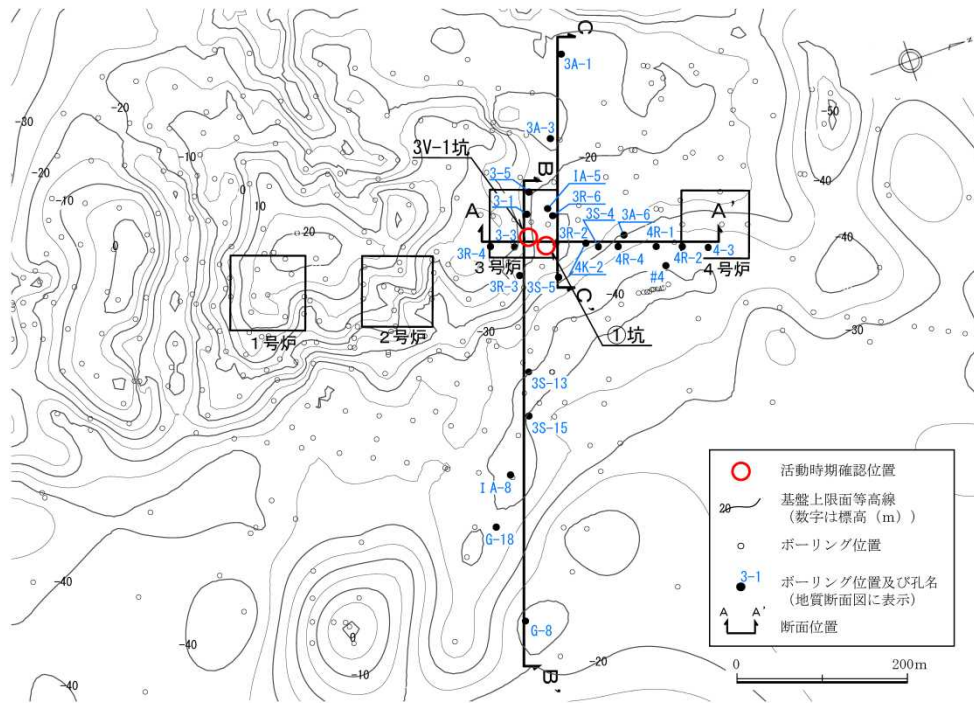 C
3A-1
-50
-20
-30
3A-3
-20
3V-1坑
-10
B
-40
3-5
IA-5
-20
0
3R-6
-10
10
3-1
3S-4
3A-6
A
A'
0
20
3-3
3R-2
4R-1
-40
3R-4
3号炉
4K-2
4R-4
4R-2
4-3
4号炉
3R-3
3S-5
#4
C'
-40
-30
-30
1号炉
2号炉
①坑
3S-13
3S-15
IA-8
G-18
-40
-40
0
G-8
-10
-20
-40
B'
活動時期確認位置
20
基盤上限面等高線
(数字は標高(m))
ボーリング位置
3-1
ボーリング位置及び孔名
(地質断面図に表示)
A A'
断面位置
0 200m